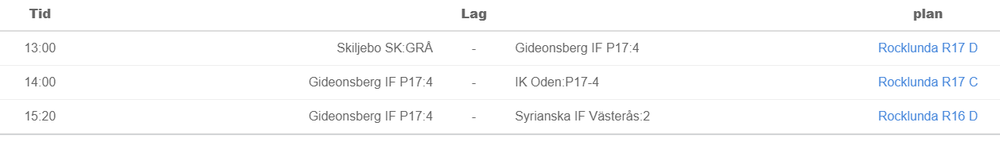 Tid Lag plan
13:00 Skiljebo SK:GRÅ - Gideonsberg IF P17:4 Rocklunda R17 D
14:00 Gideonsberg IF P17:4 - IK Oden:P17-4 Rocklunda R17 C
15:20 Gideonsberg IF P17:4 - Syrianska IF Västerås:2 Rocklunda R16 D